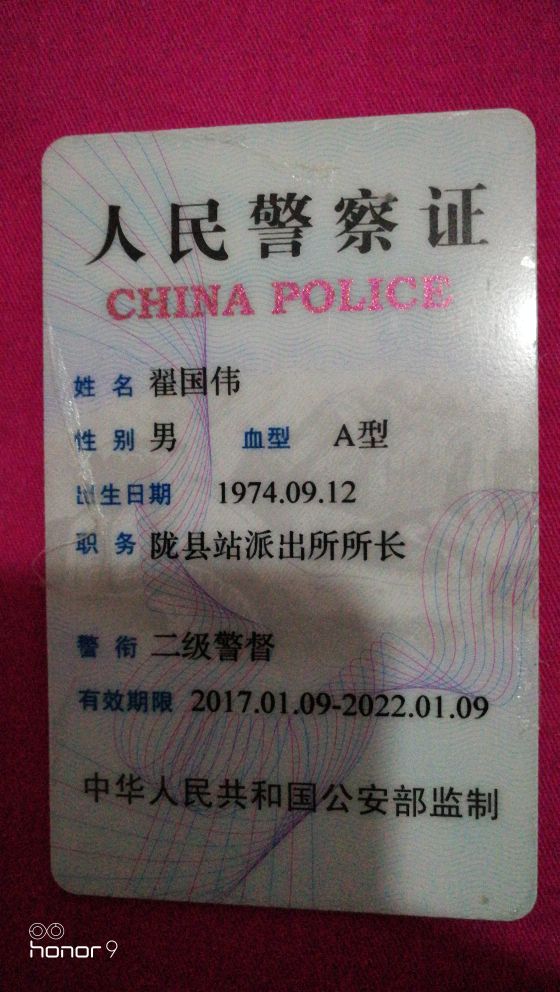 人民警察证
CHINA POLICE
姓 名 翟国伟
性 别 男 血型 A型
出生日期 1974.09.12
职 务 陇县站派出所所长
警 衔 二级警督
有效期限 2017.01.09-2022.01.09
中华人民共和国公安部监制
honor 9